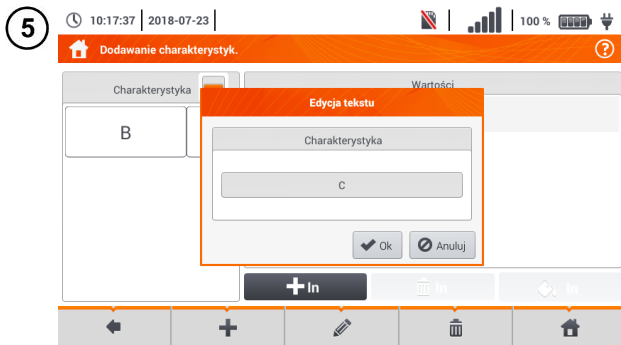 5
10:17:37 2018-07-23 100 %
Dodawanie charakterystyk. ?
Charakterystyka Wartości
Edycja tekstu
Charakterystyka
B
C
Ok Anuluj
In In In